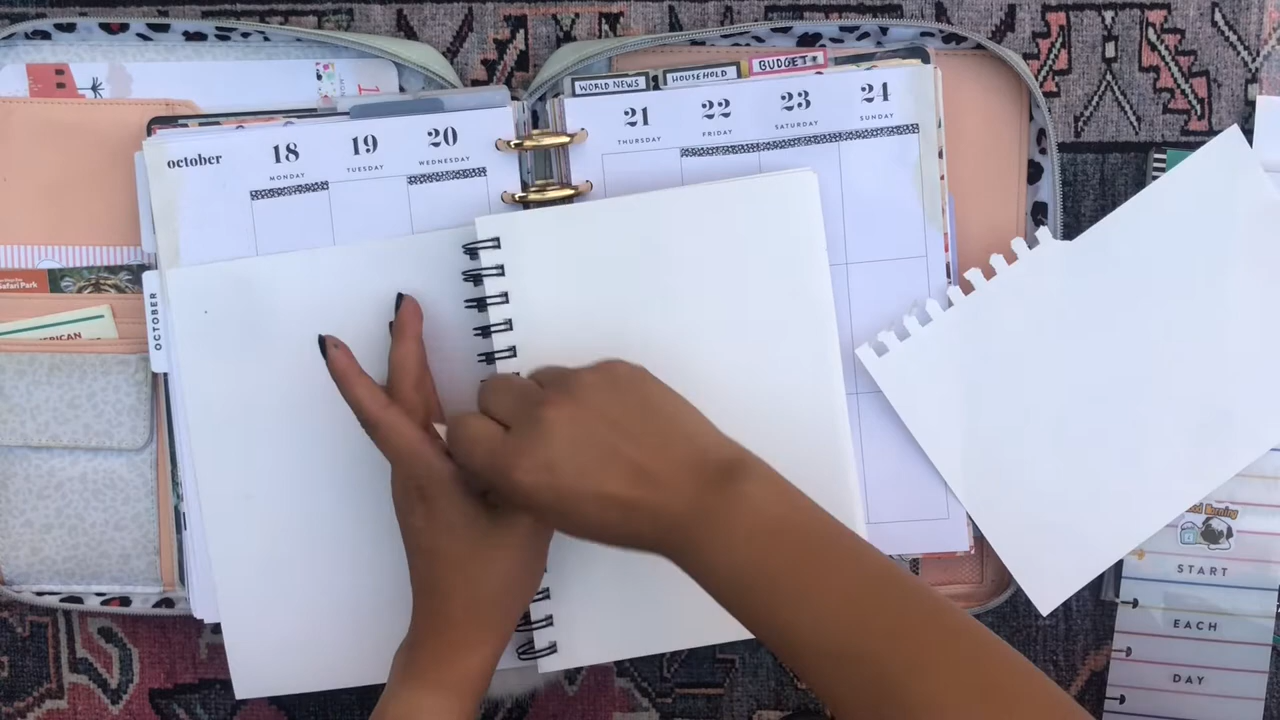 WORLD NEWS
HOUSEHOLD
BUDGET
october
18
MONDAY
19
TUESDAY
20
WEDNESDAY
21
THURSDAY
22
FRIDAY
23
SATURDAY
24
SUNDAY
OCTOBER
Safari Park
START
EACH
DAY